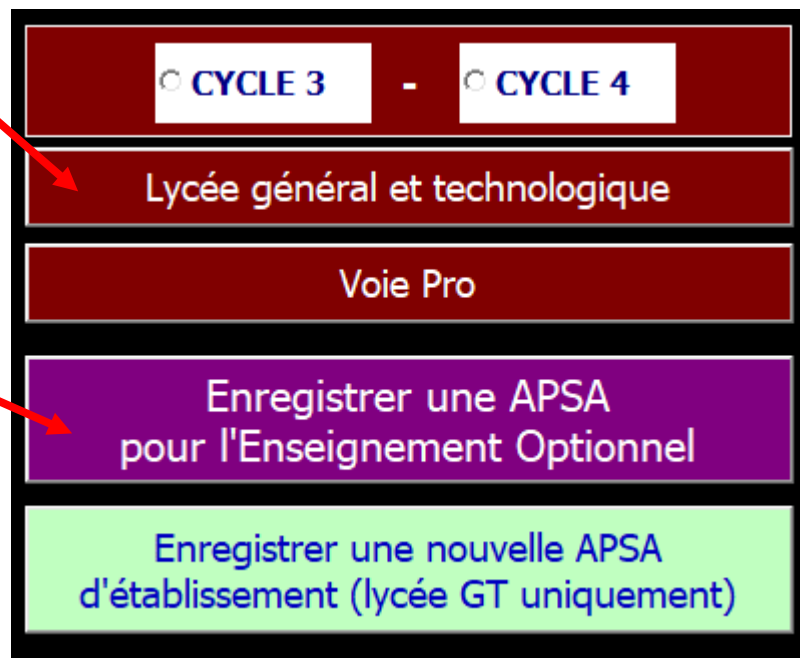 CYCLE 3 - CYCLE 4
Lycée général et technologique
Voie Pro
Enregistrer une APSA
pour l'Enseignement Optionnel
Enregistrer une nouvelle APSA
d'établissement (lycée GT uniquement)